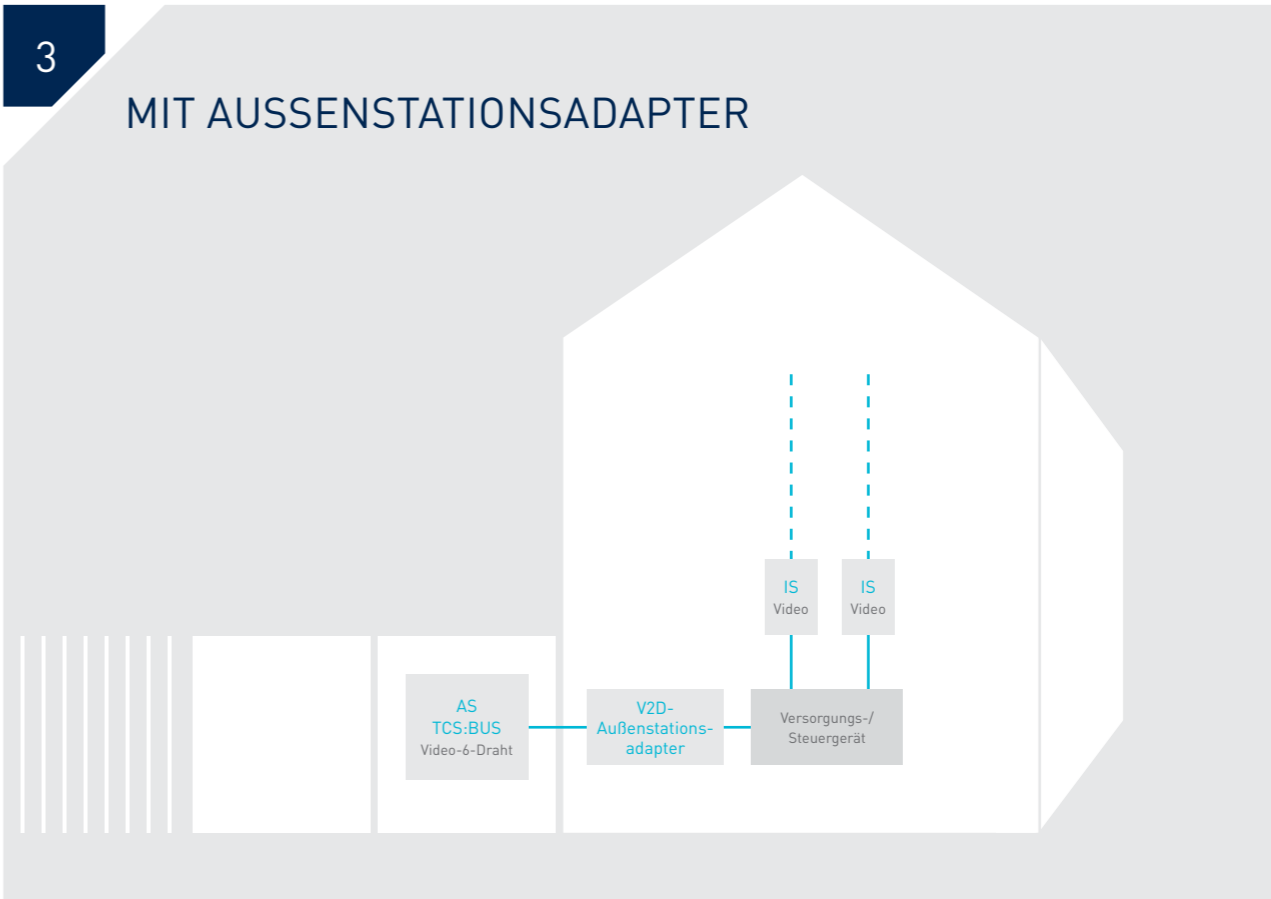 3
MIT AUSSENSTATIONSADAPTER
IS
Video
IS
Video
AS
TCS:BUS
Video-6-Draht
V2D-
Außenstations-
adapter
Versorgungs-/
Steuergerät